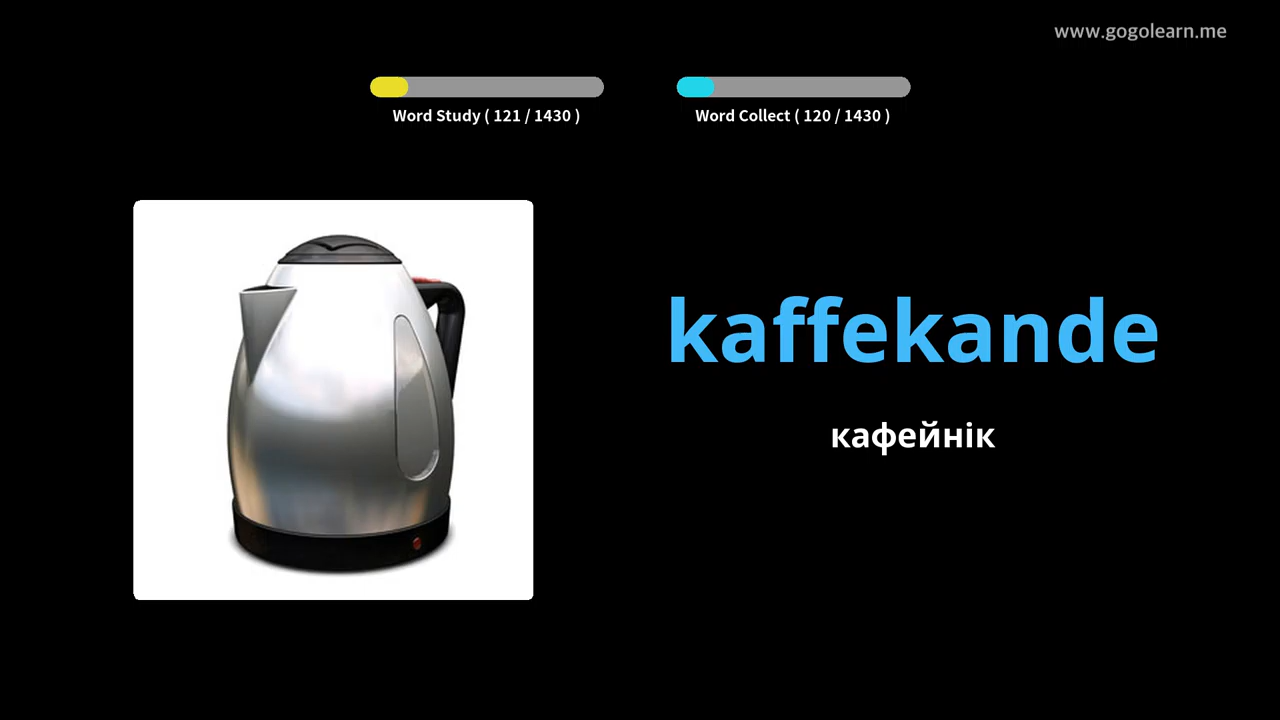 www.gogolearn.me
Word Study ( 121 / 1430 )
Word Collect ( 120 / 1430 )
kaffekande
кафейнік